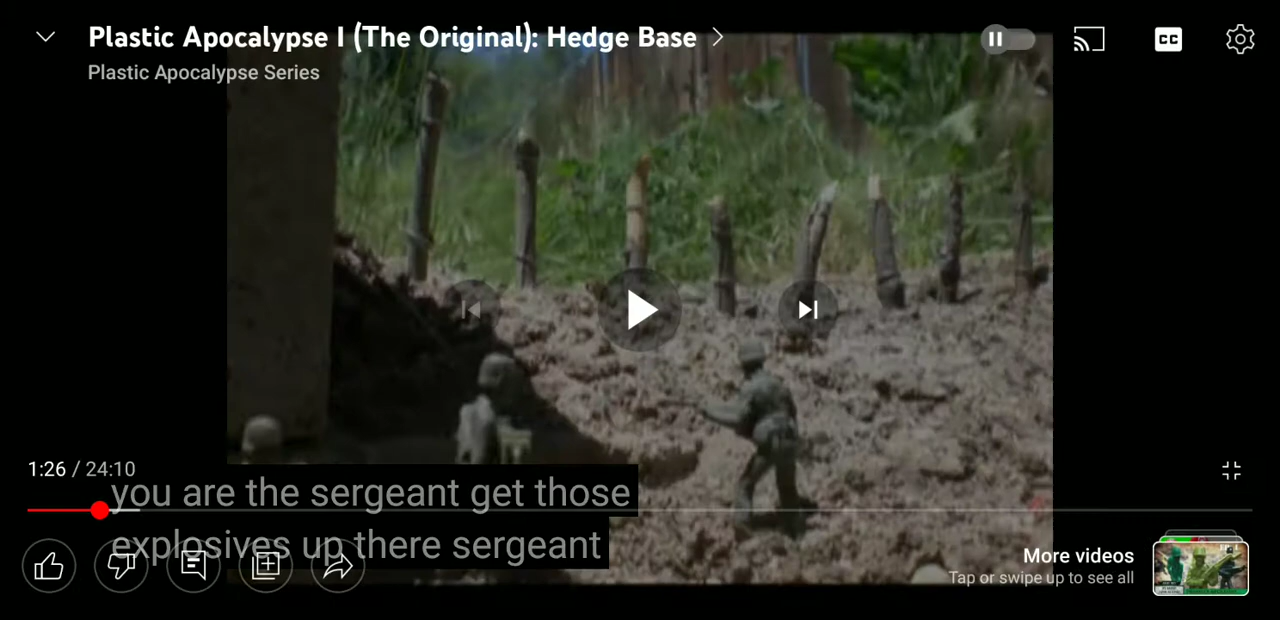 Plastic Apocalypse I (The Original): Hedge Base
Plastic Apocalypse Series
CC
1:26 / 24:10
you are the sergeant get those
explosives up there sergeant
More videos
Tap or swipe up to see all